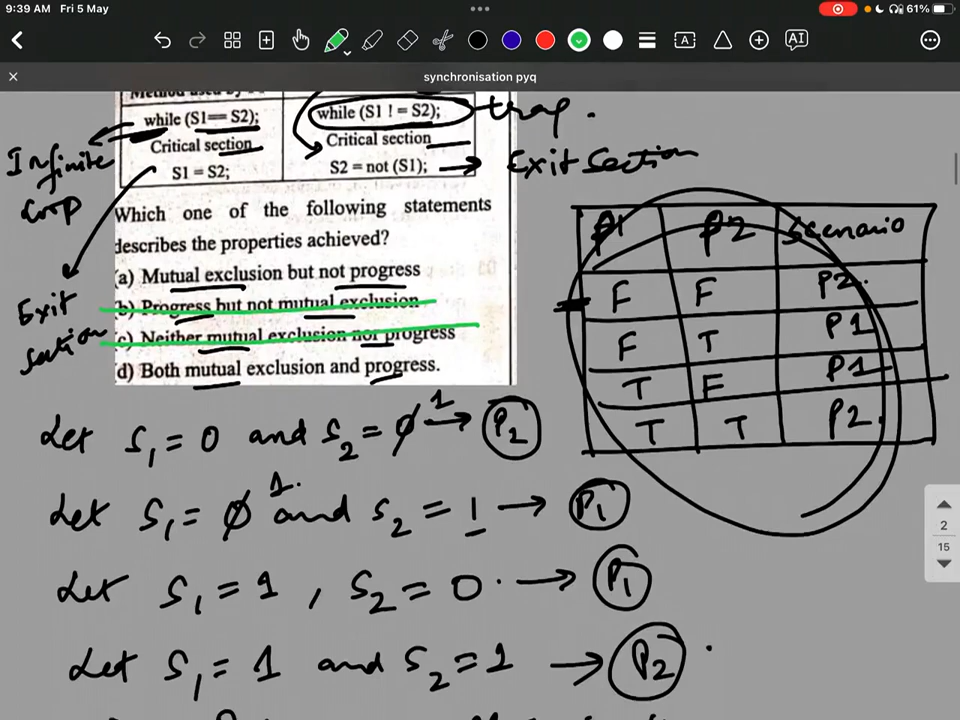 9:39 AM Fri 5 May
61%
synchronisation pyq
Method used by
while (S1== S2);
Critical section
S1 = S2;
while (S1 ! = S2);
Critical section
S2 = not (S1);
trap.
Exit Section
Infinite
loop
Exit
section
Which one of the following statements
describes the properties achieved?
(a) Mutual exclusion but not progress
(b) Progress but not mutual exclusion
(c) Neither mutual exclusion nor progress
(d) Both mutual exclusion and progress.
P1 P2 Scenario
F F P2.
F T P1
T F P1
T T P2.
Let S1 = 0 and S2 = 0 1 → P2
Let S1 = 0 1. and S2 = 1 → P1
Let S1 = 1 , S2 = 0. → P1
Let S1 = 1 and S2 = 1 → P2 .
2
15